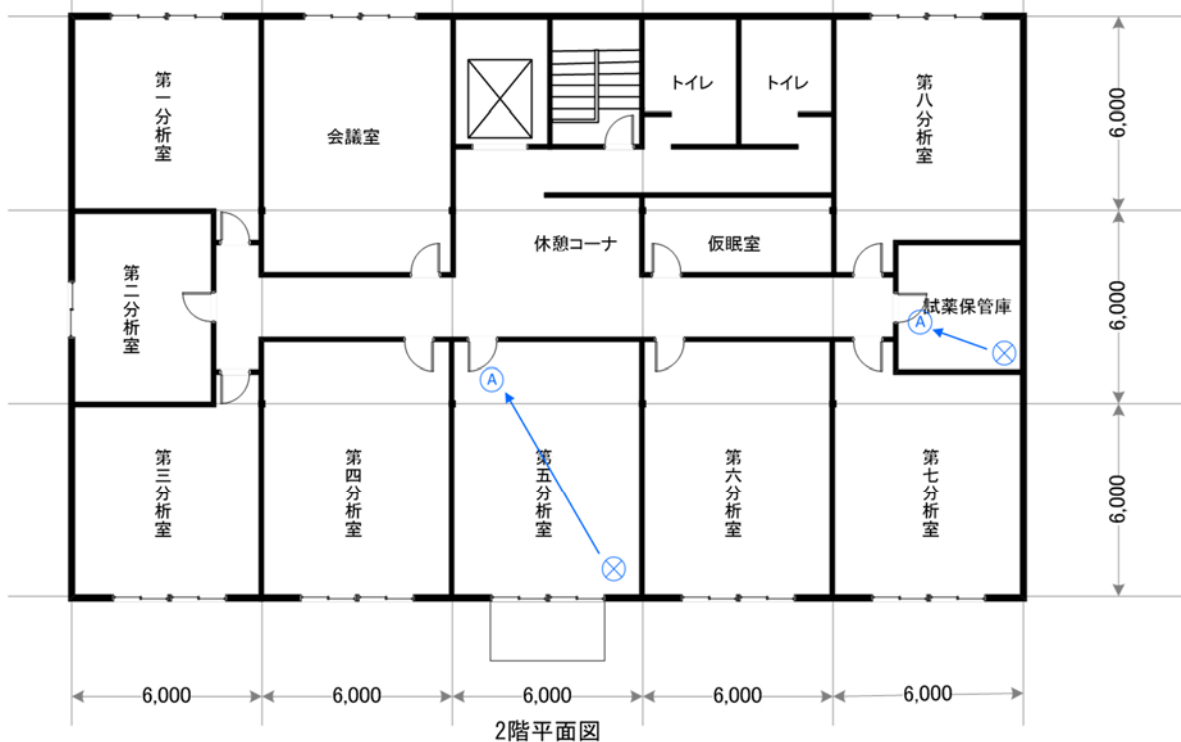 第一分析室
会議室
トイレ
トイレ
第八分析室
6,000
第二分析室
休憩コーナ
仮眠室
試薬保管庫
A
6,000
A
第三分析室
第四分析室
第五分析室
第六分析室
第七分析室
6,000
6,000
6,000
6,000
6,000
6,000
2階平面図